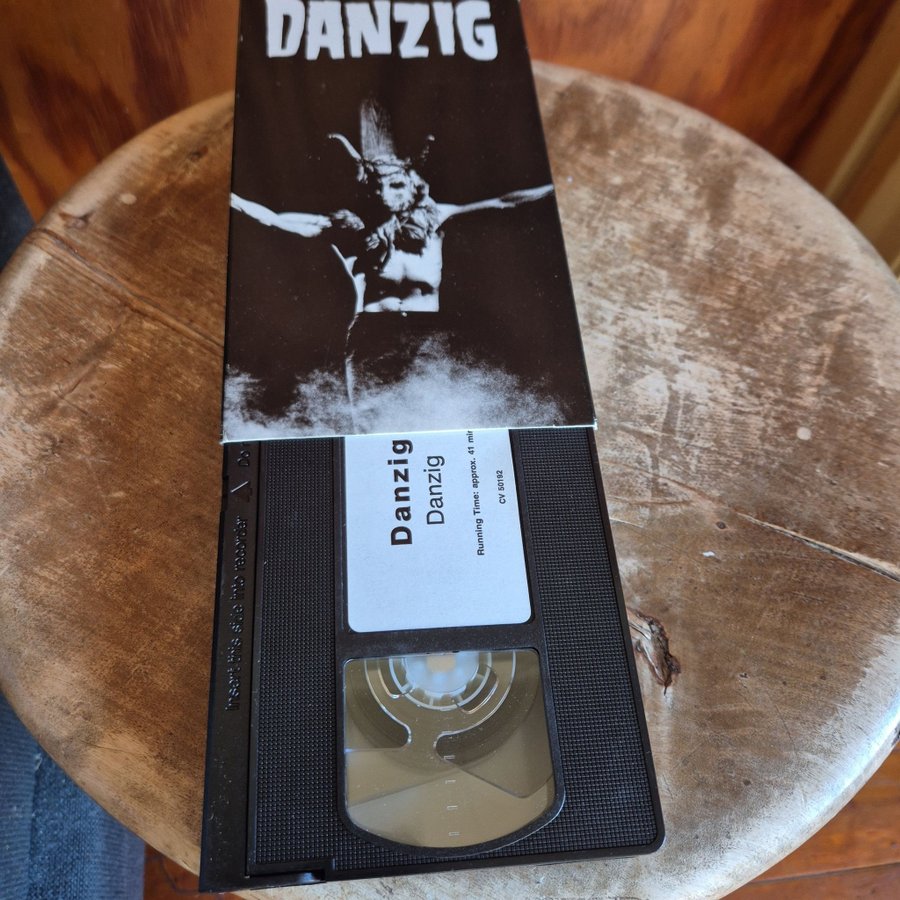 DANZIG
Danzig
Danzig
Running Time: approx. 41 min
CV 50192
Insert this side into recorder